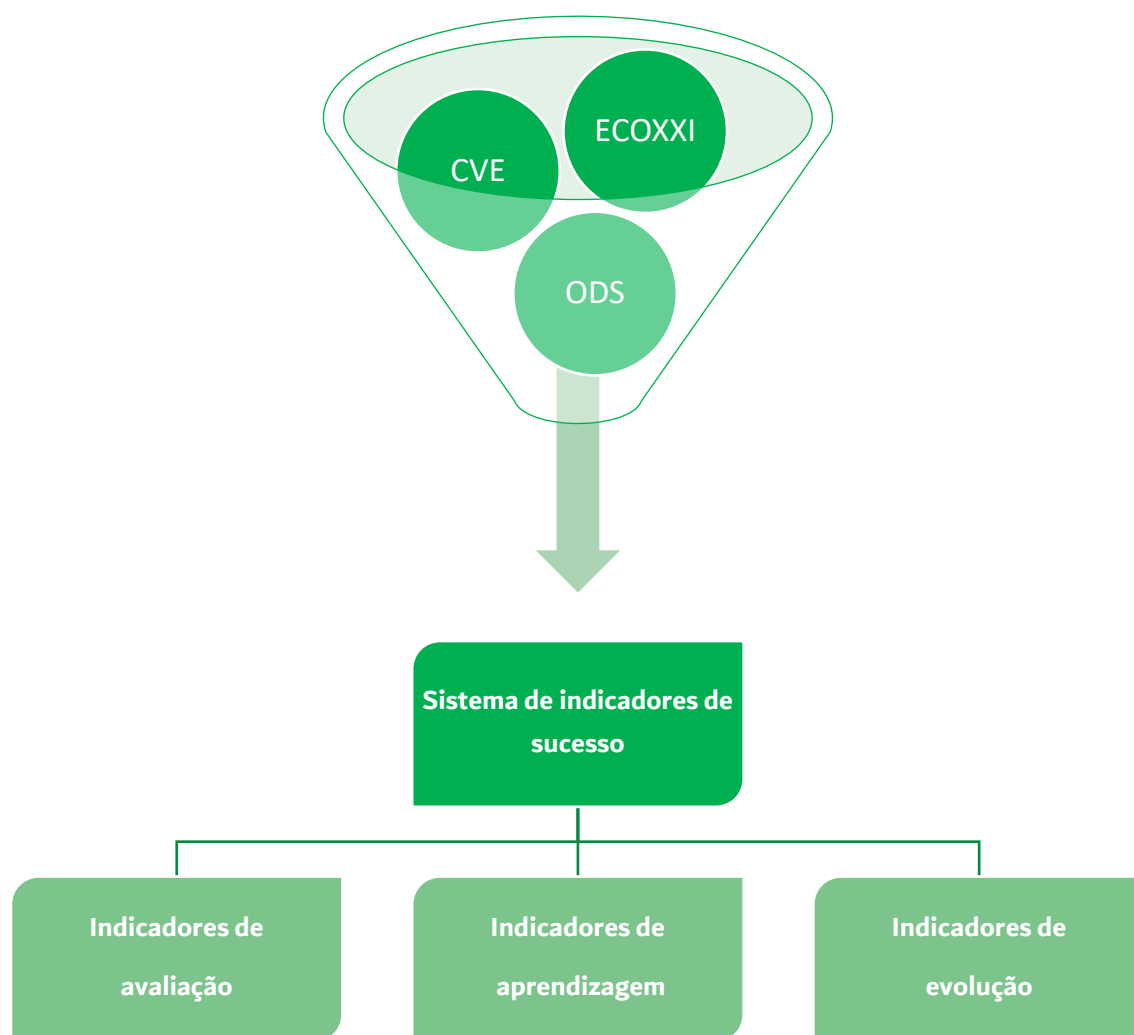 ECOXXI
CVE
ODS
Sistema de indicadores de
sucesso
Indicadores de
avaliação
Indicadores de
aprendizagem
Indicadores de
evolução